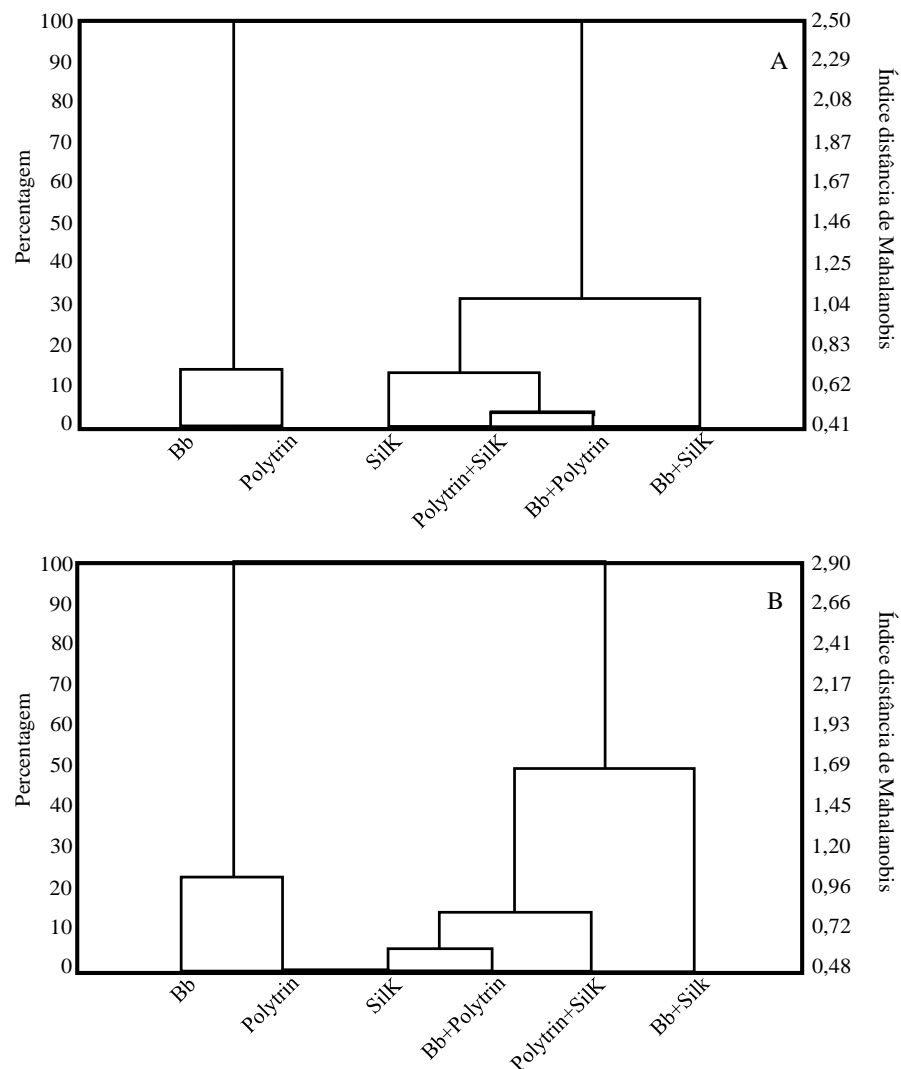 A
Percentagem
100
90
80
70
60
50
40
30
20
10
0
2,50
2,29
2,08
1,87
1,67
1,46
1,25
1,04
0,83
0,62
0,41
Índice distância de Mahalanobis
Bb
Polytrin
SilK
Polytrin+SilK
Bb+Polytrin
Bb+SilK
B
Percentagem
100
90
80
70
60
50
40
30
20
10
0
2,90
2,66
2,41
2,17
1,93
1,69
1,45
1,20
0,96
0,72
0,48
Índice distância de Mahalanobis
Bb
Polytrin
SilK
Bb+Polytrin
Polytrin+SilK
Bb+Silk